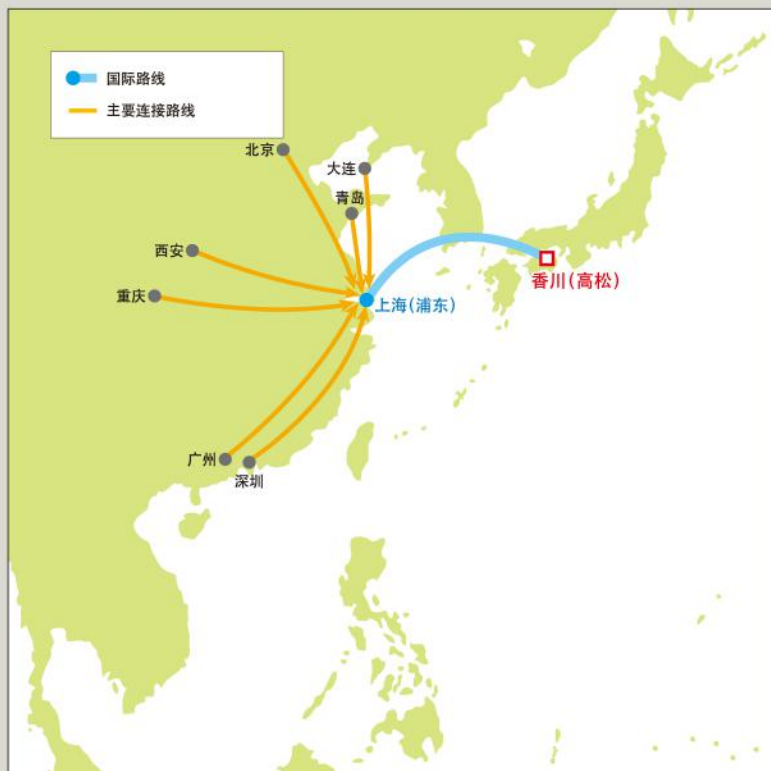 国际路线
主要连接路线
北京
大连
青岛
西安
重庆
上海(浦东)
香川(高松)
广州
深圳